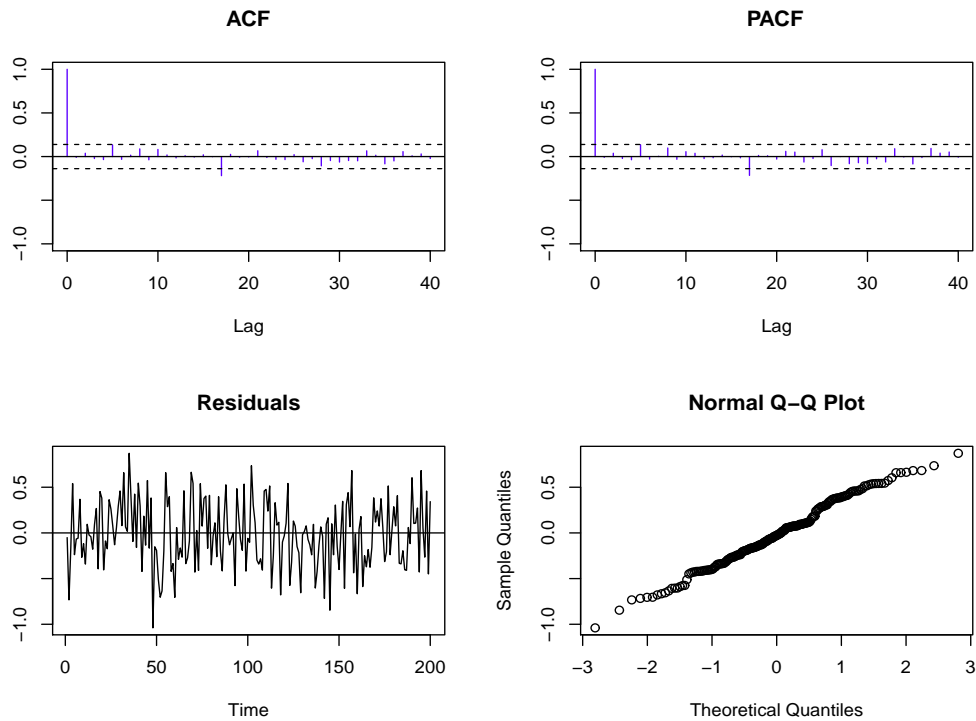 ACF
1.0
0.5
0.0
−1.0
0 10 20 30 40
Lag
PACF
1.0
0.5
0.0
−1.0
0 10 20 30 40
Lag
Residuals
0.5
0.0
−1.0
0 50 100 150 200
Time
Normal Q−Q Plot
Sample Quantiles
0.5
0.0
−1.0
−3 −2 −1 0 1 2 3
Theoretical Quantiles